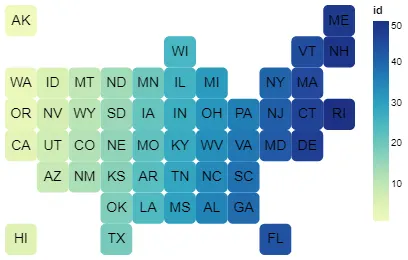 AK ME id
WI VT NH 50
WA ID MT ND MN IL MI NY MA 40
OR NV WY SD IA IN OH PA NJ CT RI 30
CA UT CO NE MO KY WV VA MD DE 20
AZ NM KS AR TN NC SC 10
OK LA MS AL GA
HI TX FL